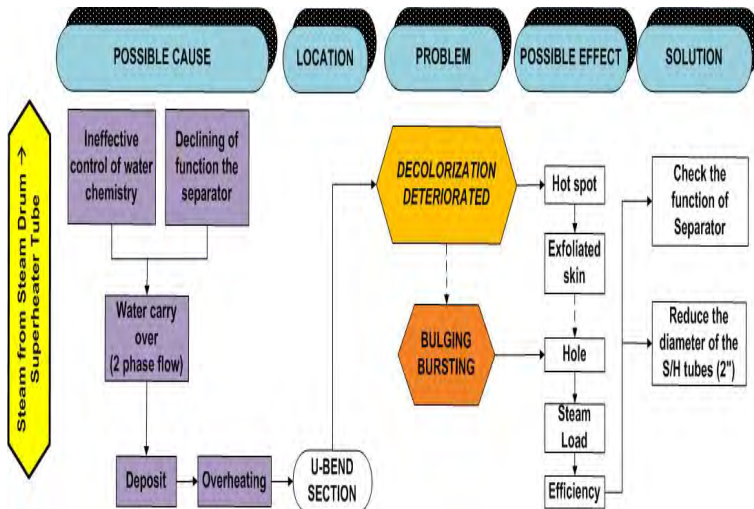 POSSIBLE CAUSE
LOCATION
PROBLEM
POSSIBLE EFFECT
SOLUTION
Steam from Steam Drum →
Superheater Tube
Ineffective
control of water
chemistry
Declining of
function the
separator
Water carry
over
(2 phase flow)
Deposit
Overheating
U-BEND
SECTION
DECOLORIZATION
DETERIORATED
BULGING
BURSTING
Hot spot
Exfoliated
skin
Hole
Steam
Load
Efficiency
Check the
function of
Separator
Reduce the
diameter of the
S/H tubes (2")